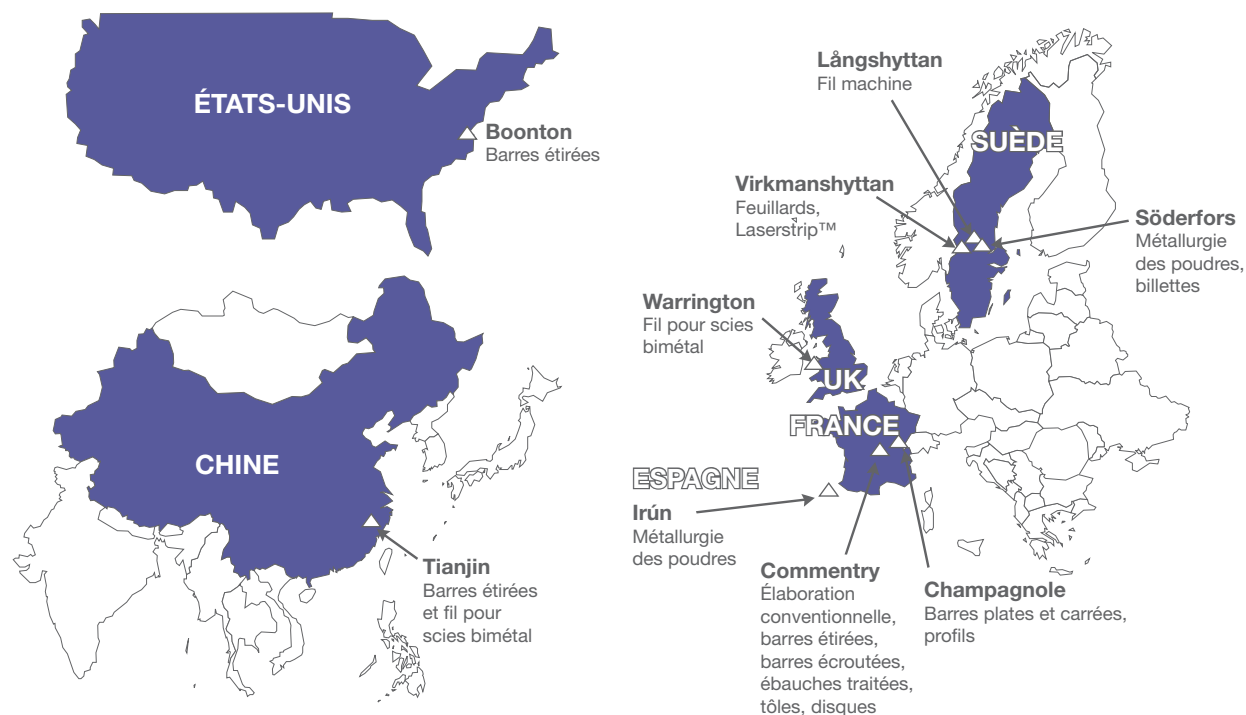 ÉTATS-UNIS
Boonton
Barres étirées
CHINE
Tianjin
Barres étirées
et fil pour
scies bimétal
Långshyttan
Fil machine
SUÈDE
Virkmanshyttan
Feuillards,
Laserstrip™
Söderfors
Métallurgie
des poudres,
billettes
Warrington
Fil pour scies
bimétal
UK
FRANCE
ESPAGNE
Irún
Métallurgie
des poudres
Commentry
Élaboration
conventionnelle,
barres étirées,
barres écroutées,
ébauches traitées,
tôles, disques
Champagnole
Barres plates et carrées,
profils